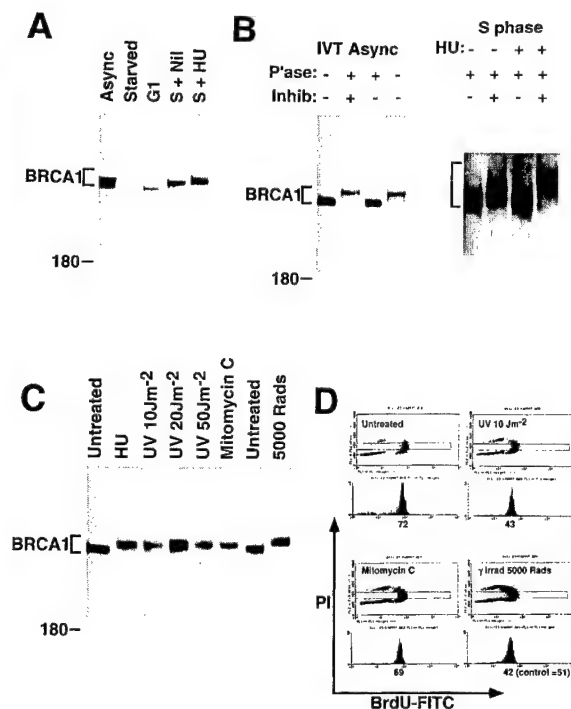 A
Async
Starved
G1
S + Nil
S + HU
BRCA1
180
B
IVT Async
P'ase: - + + -
Inhib: - + - -
BRCA1
180
S phase
HU: - - + +
+ + + +
- + - +
C
Untreated
HU
UV 10Jm-2
UV 20Jm-2
UV 50Jm-2
Mitomycin C
Untreated
5000 Rads
BRCA1
180
D
Untreated
UV 10 Jm-2
72
43
Mitomycin C
γ irrad 5000 Rads
69
42 (control =51)
PI
BrdU-FITC